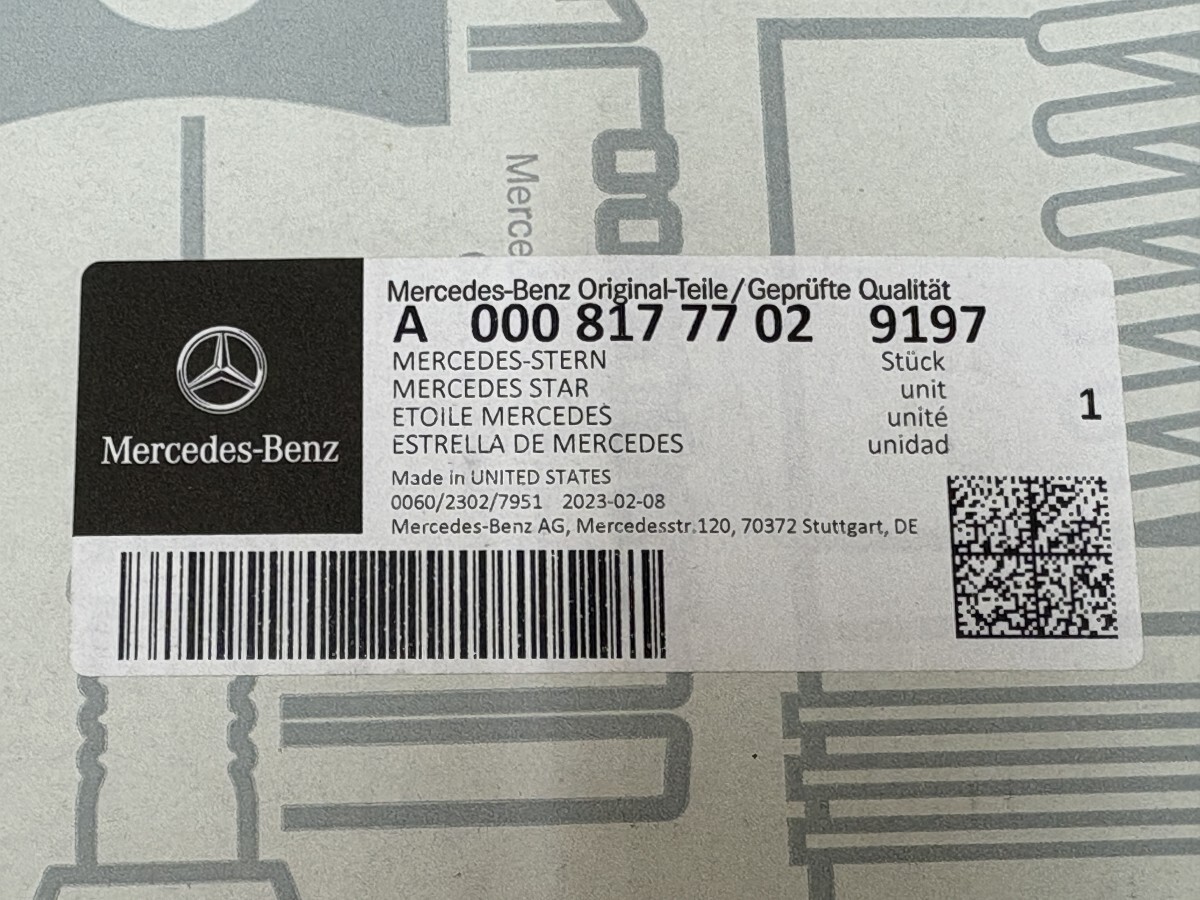 Merce
Mercedes-Benz
Mercedes-Benz Original-Teile/Geprüfte Qualität
A 000 817 77 02 9197
MERCEDES-STERN Stück
MERCEDES STAR unit
ETOILE MERCEDES unité
ESTRELLA DE MERCEDES unidad
1
Made in UNITED STATES
0060/2302/7951 2023-02-08
Mercedes-Benz AG, Mercedesstr.120, 70372 Stuttgart, DE